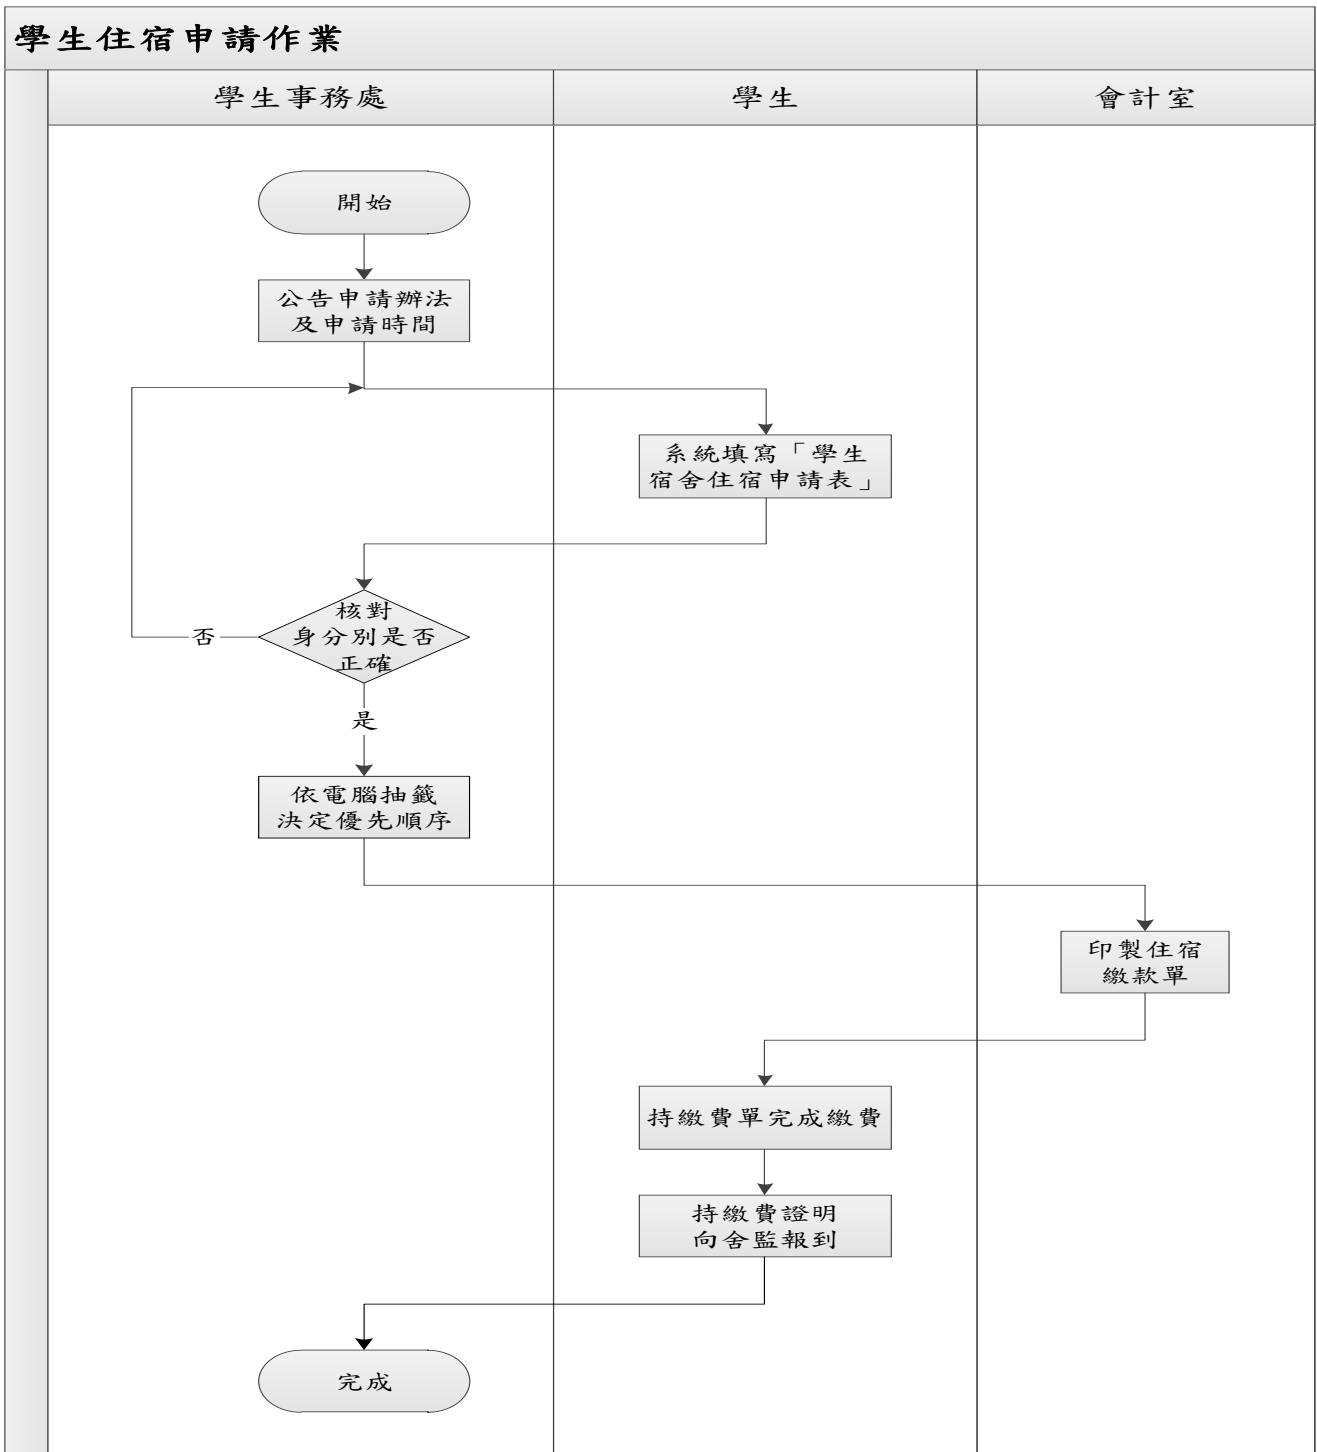 學生住宿申請作業
學生事務處
學生
會計室
開始
公告申請辦法
及申請時間
系統填寫「學生
宿舍住宿申請表」
核對
身分別是否
正確
否
是
依電腦抽籤
決定優先順序
印製住宿
繳款單
持繳費單完成繳費
持繳費證明
向舍監報到
完成